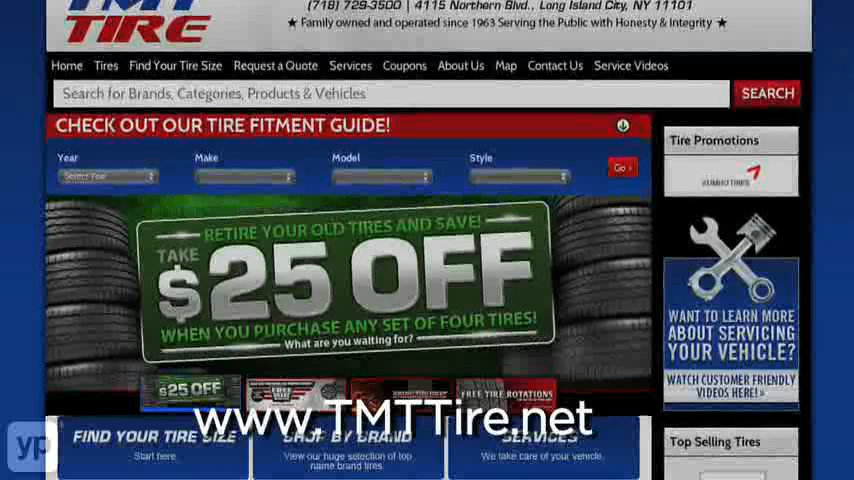 TMT
TIRE
(718) 729-3500 | 4115 Northern Blvd., Long Island City, NY 11101
★ Family owned and operated since 1963 Serving the Public with Honesty & Integrity ★
Home Tires Find Your Tire Size Request a Quote Services Coupons About Us Map Contact Us Service Videos
Search for Brands, Categories, Products & Vehicles
SEARCH
CHECK OUT OUR TIRE FITMENT GUIDE!
Year Make Model Style
Select Year
Go ›
RETIRE YOUR OLD TIRES AND SAVE!
TAKE
$25 OFF
WHEN YOU PURCHASE ANY SET OF FOUR TIRES!
What are you waiting for?
$25 OFF
FREE TIRE ROTATIONS
Tire Promotions
KUMHO TIRES
WANT TO LEARN MORE
ABOUT SERVICING
YOUR VEHICLE?
WATCH CUSTOMER FRIENDLY
VIDEOS HERE! »
Top Selling Tires
www.TMTTire.net
FIND YOUR TIRE SIZE
Start here.
SHOP BY BRAND
View our huge selection of top
name brand tires.
SERVICES
We take care of your vehicle.
yp